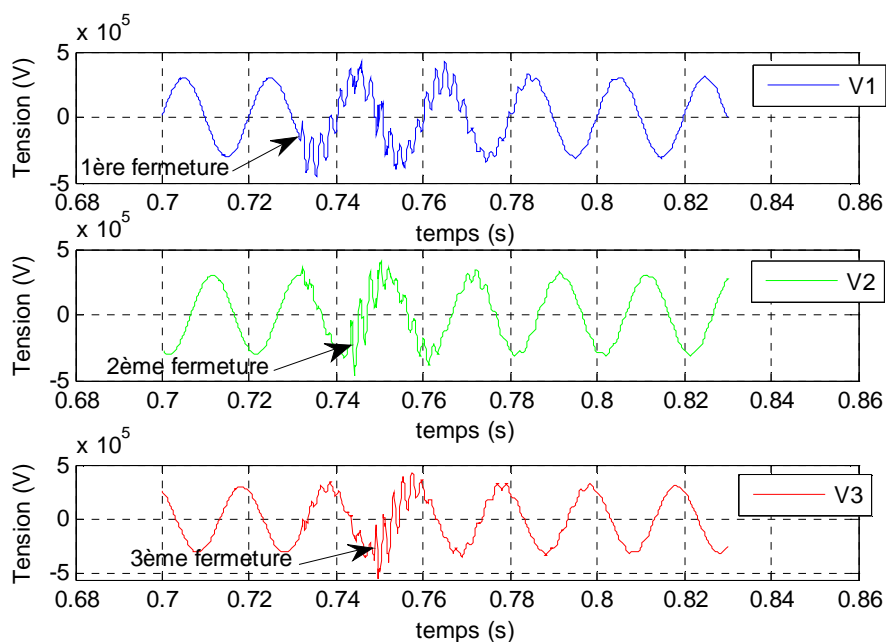 x 10^5
Tension (V)
5
0
-5
V1
1ère fermeture
0.68 0.7 0.72 0.74 0.76 0.78 0.8 0.82 0.84 0.86
temps (s)
x 10^5
Tension (V)
5
0
-5
V2
2ème fermeture
0.68 0.7 0.72 0.74 0.76 0.78 0.8 0.82 0.84 0.86
temps (s)
x 10^5
Tension (V)
5
0
-5
V3
3ème fermeture
0.68 0.7 0.72 0.74 0.76 0.78 0.8 0.82 0.84 0.86
temps (s)